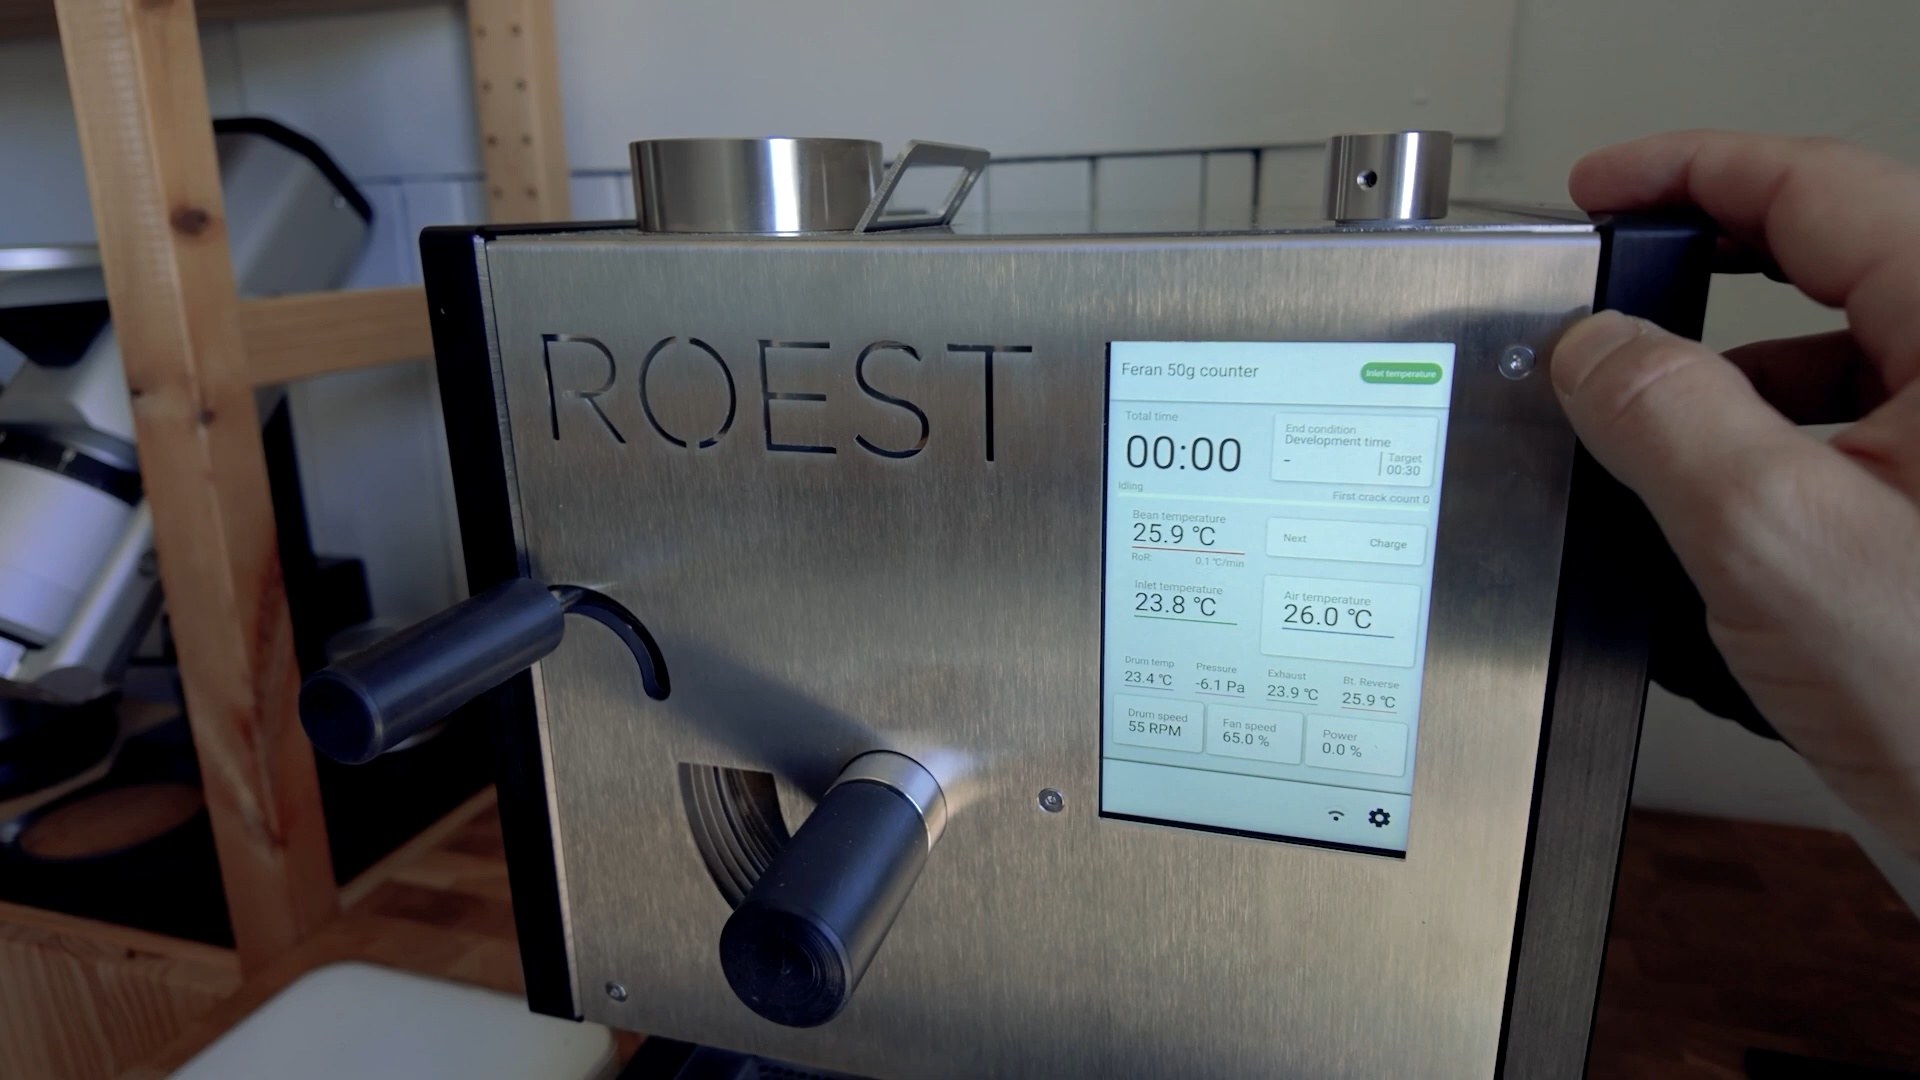 ROEST
Feran 50g counter
Inlet temperature
Total time
00:00
End condition
Development time
-
Target
00:30
Idling
First crack count 0
Bean temperature
25.9 °C
RoR:
0.1 °C/min
Next
Charge
Inlet temperature
23.8 °C
Air temperature
26.0 °C
Drum temp
23.4 °C
Pressure
-6.1 Pa
Exhaust
23.9 °C
Bt. Reverse
25.9 °C
Drum speed
55 RPM
Fan speed
65.0 %
Power
0.0 %